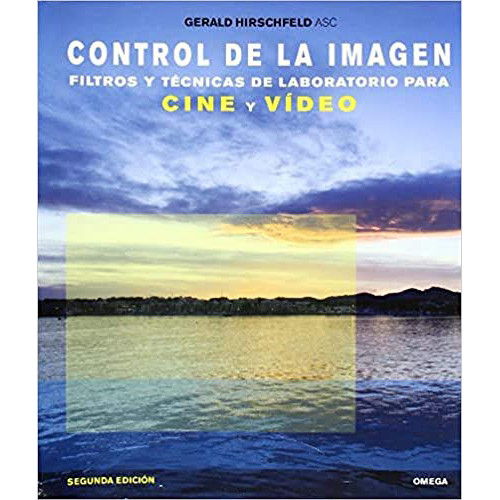 GERALD HIRSCHFELD ASC
CONTROL DE LA IMAGEN
FILTROS Y TÉCNICAS DE LABORATORIO PARA
CINE Y VÍDEO
SEGUNDA EDICIÓN
OMEGA